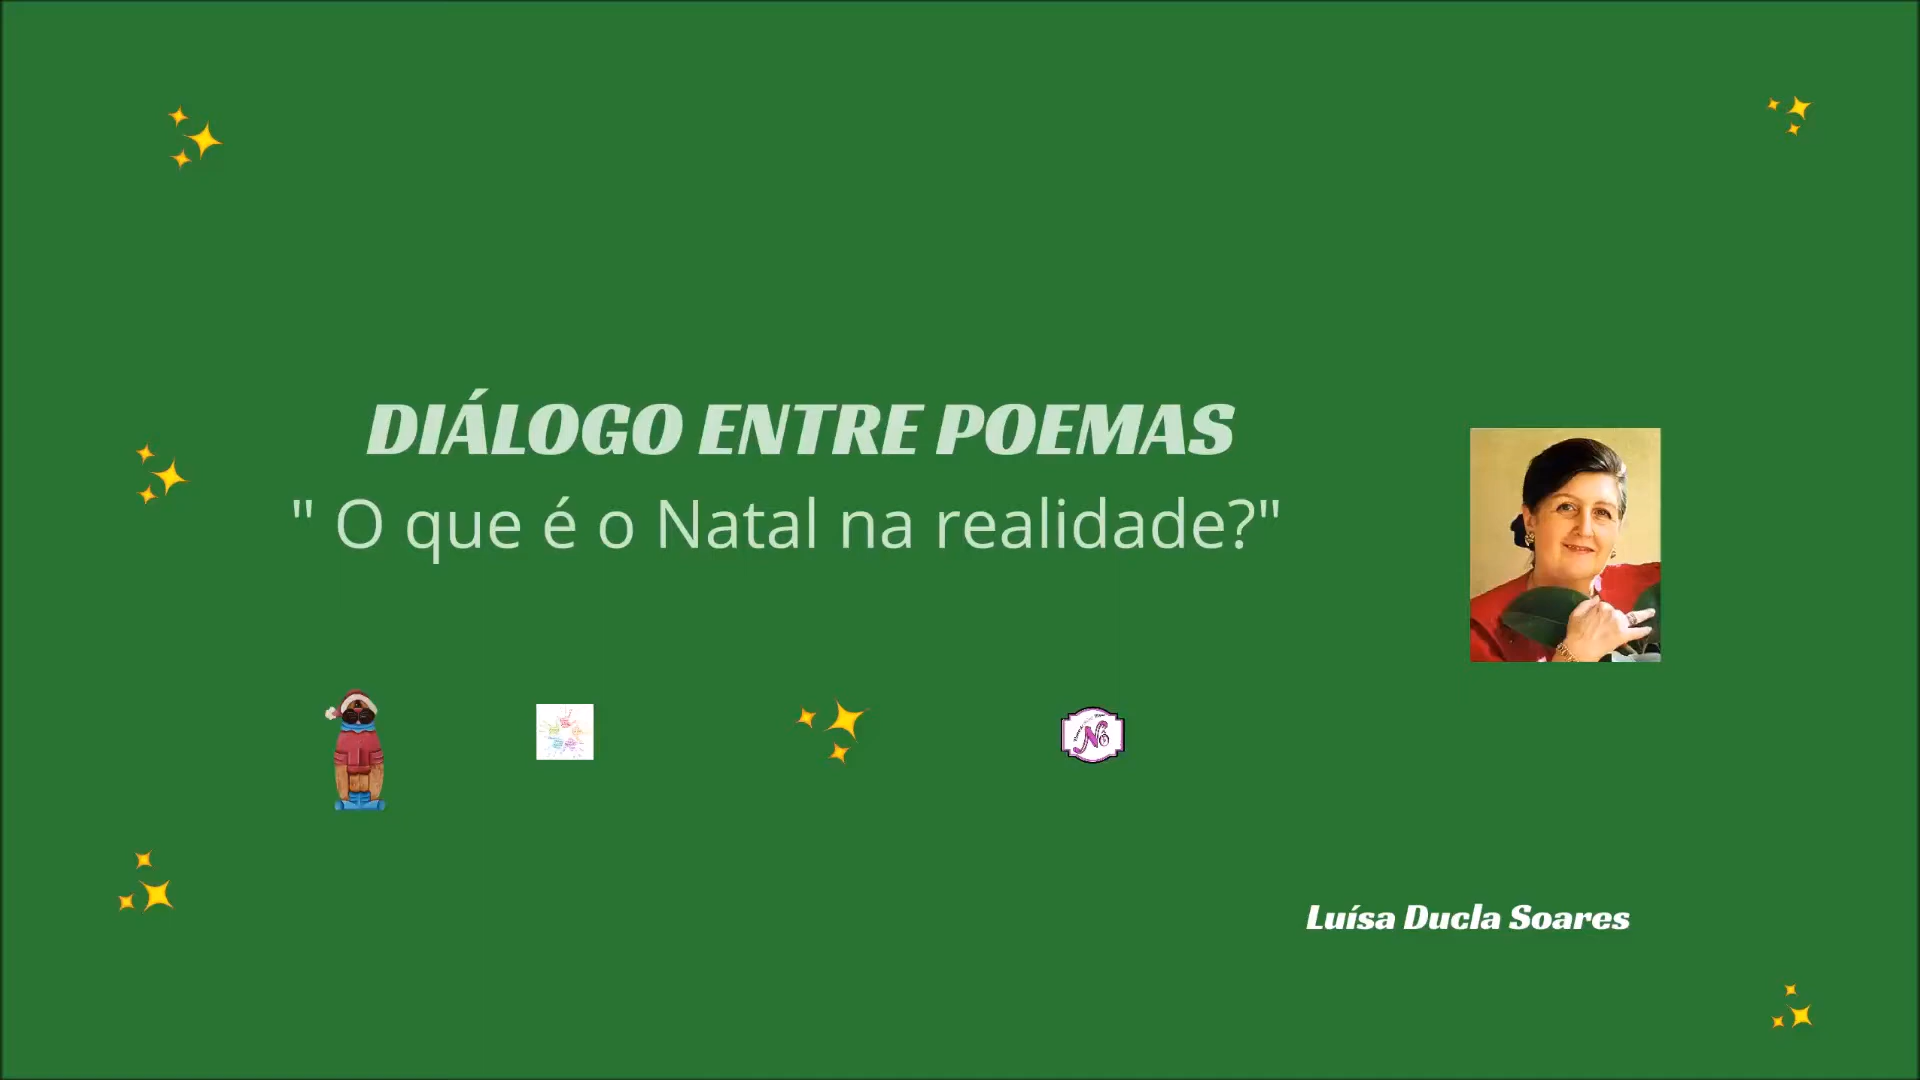 DIÁLOGO ENTRE POEMAS
" O que é o Natal na realidade?"
Luísa Ducla Soares